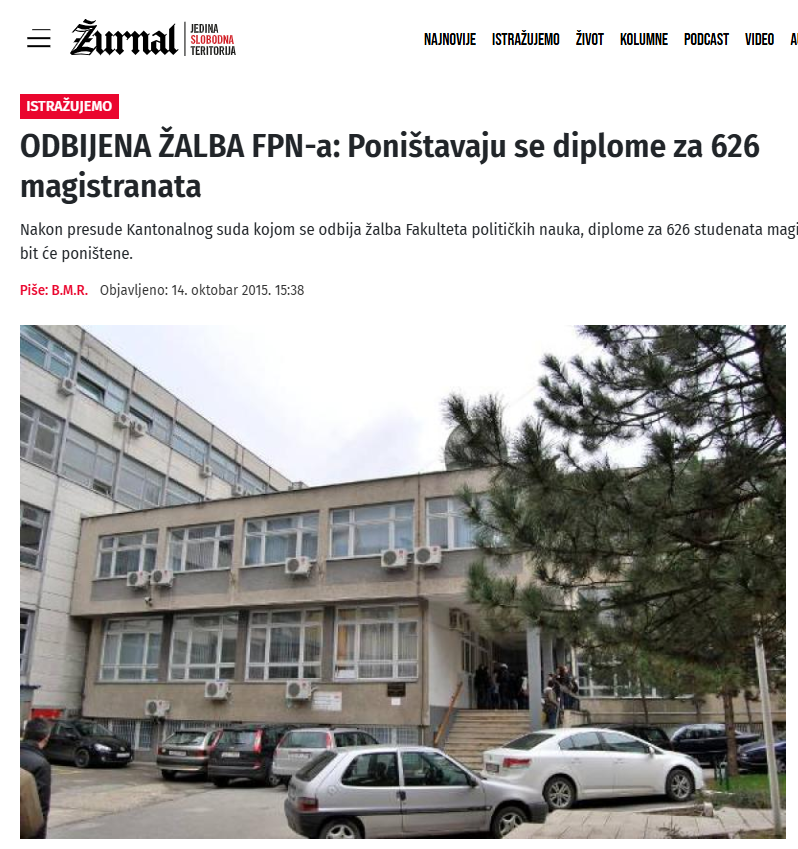 Žurnal
JEDINA
SLOBODNA
TERITORIJA
NAJNOVIJE ISTRAŽUJEMO ŽIVOT KOLUMNE PODCAST VIDEO
ISTRAŽUJEMO
ODBIJENA ŽALBA FPN-a: Poništavaju se diplome za 626
magistranata
Nakon presude Kantonalnog suda kojom se odbija žalba Fakulteta političkih nauka, diplome za 626 studenata magi
bit će poništene.
Piše: B.M.R. Objavljeno: 14. oktobar 2015. 15:38